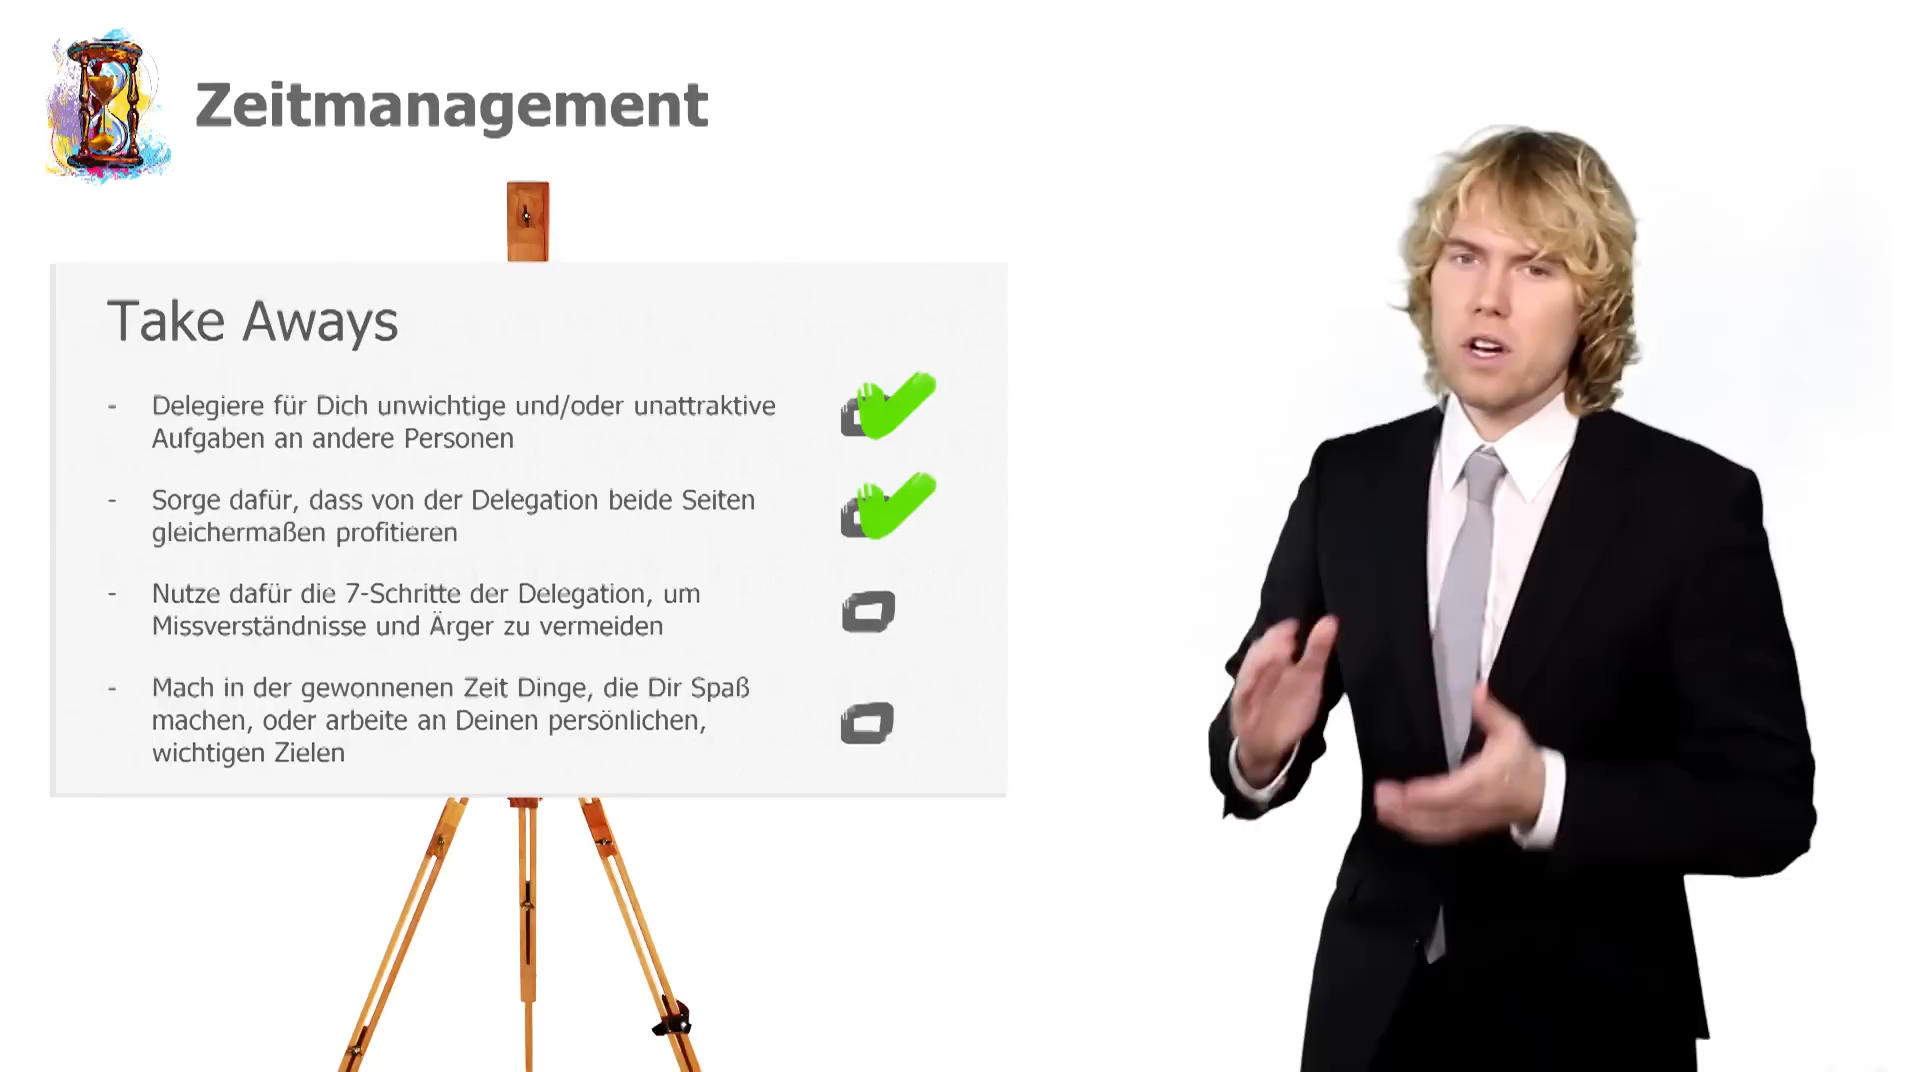 Zeitmanagement
Take Aways
- Delegiere für Dich unwichtige und/oder unattraktive
Aufgaben an andere Personen
- Sorge dafür, dass von der Delegation beide Seiten
gleichermaßen profitieren
- Nutze dafür die 7-Schritte der Delegation, um
Missverständnisse und Ärger zu vermeiden
- Mach in der gewonnenen Zeit Dinge, die Dir Spaß
machen, oder arbeite an Deinen persönlichen,
wichtigen Zielen